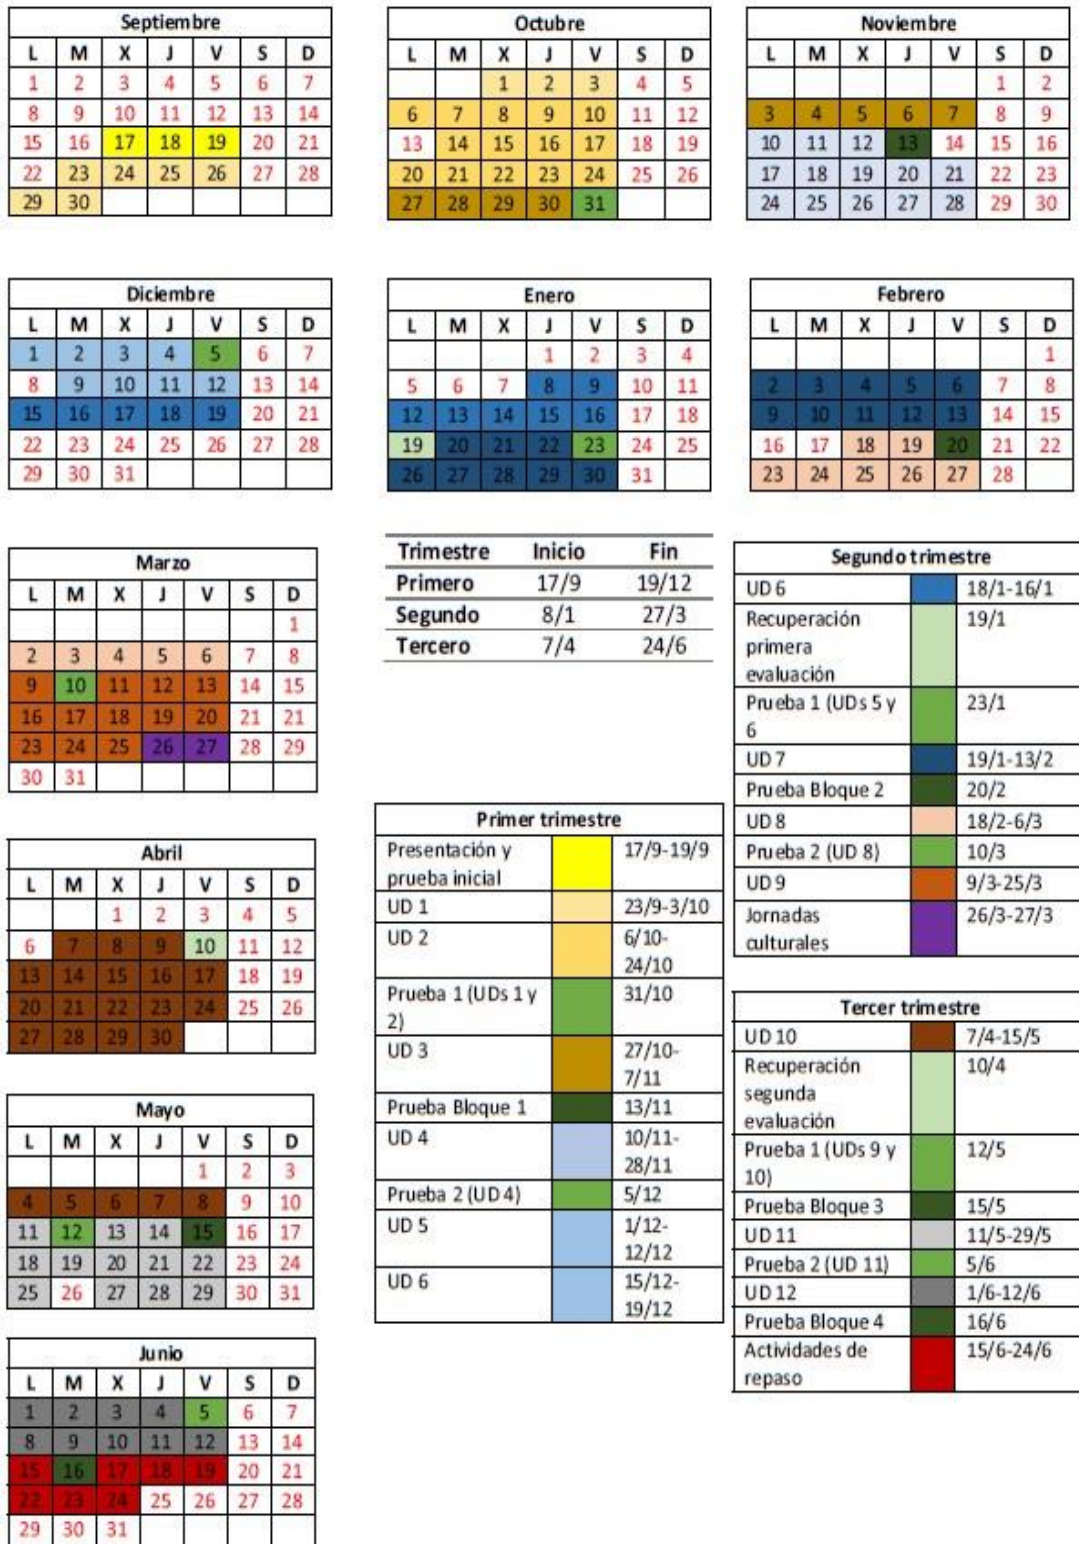 Septiembre
L M X J V S D
1 2 3 4 5 6 7
8 9 10 11 12 13 14
15 16 17 18 19 20 21
22 23 24 25 26 27 28
29 30
Octubre
L M X J V S D
1 2 3 4 5
6 7 8 9 10 11 12
13 14 15 16 17 18 19
20 21 22 23 24 25 26
27 28 29 30 31
Noviembre
L M X J V S D
1 2
3 4 5 6 7 8 9
10 11 12 13 14 15 16
17 18 19 20 21 22 23
24 25 26 27 28 29 30
Diciembre
L M X J V S D
1 2 3 4 5 6 7
8 9 10 11 12 13 14
15 16 17 18 19 20 21
22 23 24 25 26 27 28
29 30 31
Enero
L M X J V S D
1 2 3 4
5 6 7 8 9 10 11
12 13 14 15 16 17 18
19 20 21 22 23 24 25
26 27 28 29 30 31
Febrero
L M X J V S D
1
2 3 4 5 6 7 8
9 10 11 12 13 14 15
16 17 18 19 20 21 22
23 24 25 26 27 28
Marzo
L M X J V S D
1
2 3 4 5 6 7 8
9 10 11 12 13 14 15
16 17 18 19 20 21 21
23 24 25 26 27 28 29
30 31
Trimestre Inicio Fin
Primero 17/9 19/12
Segundo 8/1 27/3
Tercero 7/4 24/6
Segundo trimestre
UD 6 18/1-16/1
Recuperación 19/1
primera
evaluación
Prueba 1 (UDs 5 y 23/1
6
UD 7 19/1-13/2
Prueba Bloque 2 20/2
UD 8 18/2-6/3
Prueba 2 (UD 8) 10/3
UD 9 9/3-25/3
Jornadas 26/3-27/3
culturales
Abril
L M X J V S D
1 2 3 4 5
6 7 8 9 10 11 12
13 14 15 16 17 18 19
20 21 22 23 24 25 26
27 28 29 30
Primer trimestre
Presentación y 17/9-19/9
prueba inicial
UD 1 23/9-3/10
UD 2 6/10-
24/10
Prueba 1 (UDs 1 y 31/10
2)
UD 3 27/10-
7/11
Prueba Bloque 1 13/11
UD 4 10/11-
28/11
Prueba 2 (UD 4) 5/12
UD 5 1/12-
12/12
UD 6 15/12-
19/12
Tercer trimestre
UD 10 7/4-15/5
Recuperación 10/4
segunda
evaluación
Prueba 1 (UDs 9 y 12/5
10)
Prueba Bloque 3 15/5
UD 11 11/5-29/5
Prueba 2 (UD 11) 5/6
UD 12 1/6-12/6
Prueba Bloque 4 16/6
Actividades de 15/6-24/6
repaso
Mayo
L M X J V S D
1 2 3
4 5 6 7 8 9 10
11 12 13 14 15 16 17
18 19 20 21 22 23 24
25 26 27 28 29 30 31
Junio
L M X J V S D
1 2 3 4 5 6 7
8 9 10 11 12 13 14
15 16 17 18 19 20 21
22 23 24 25 26 27 28
29 30 31